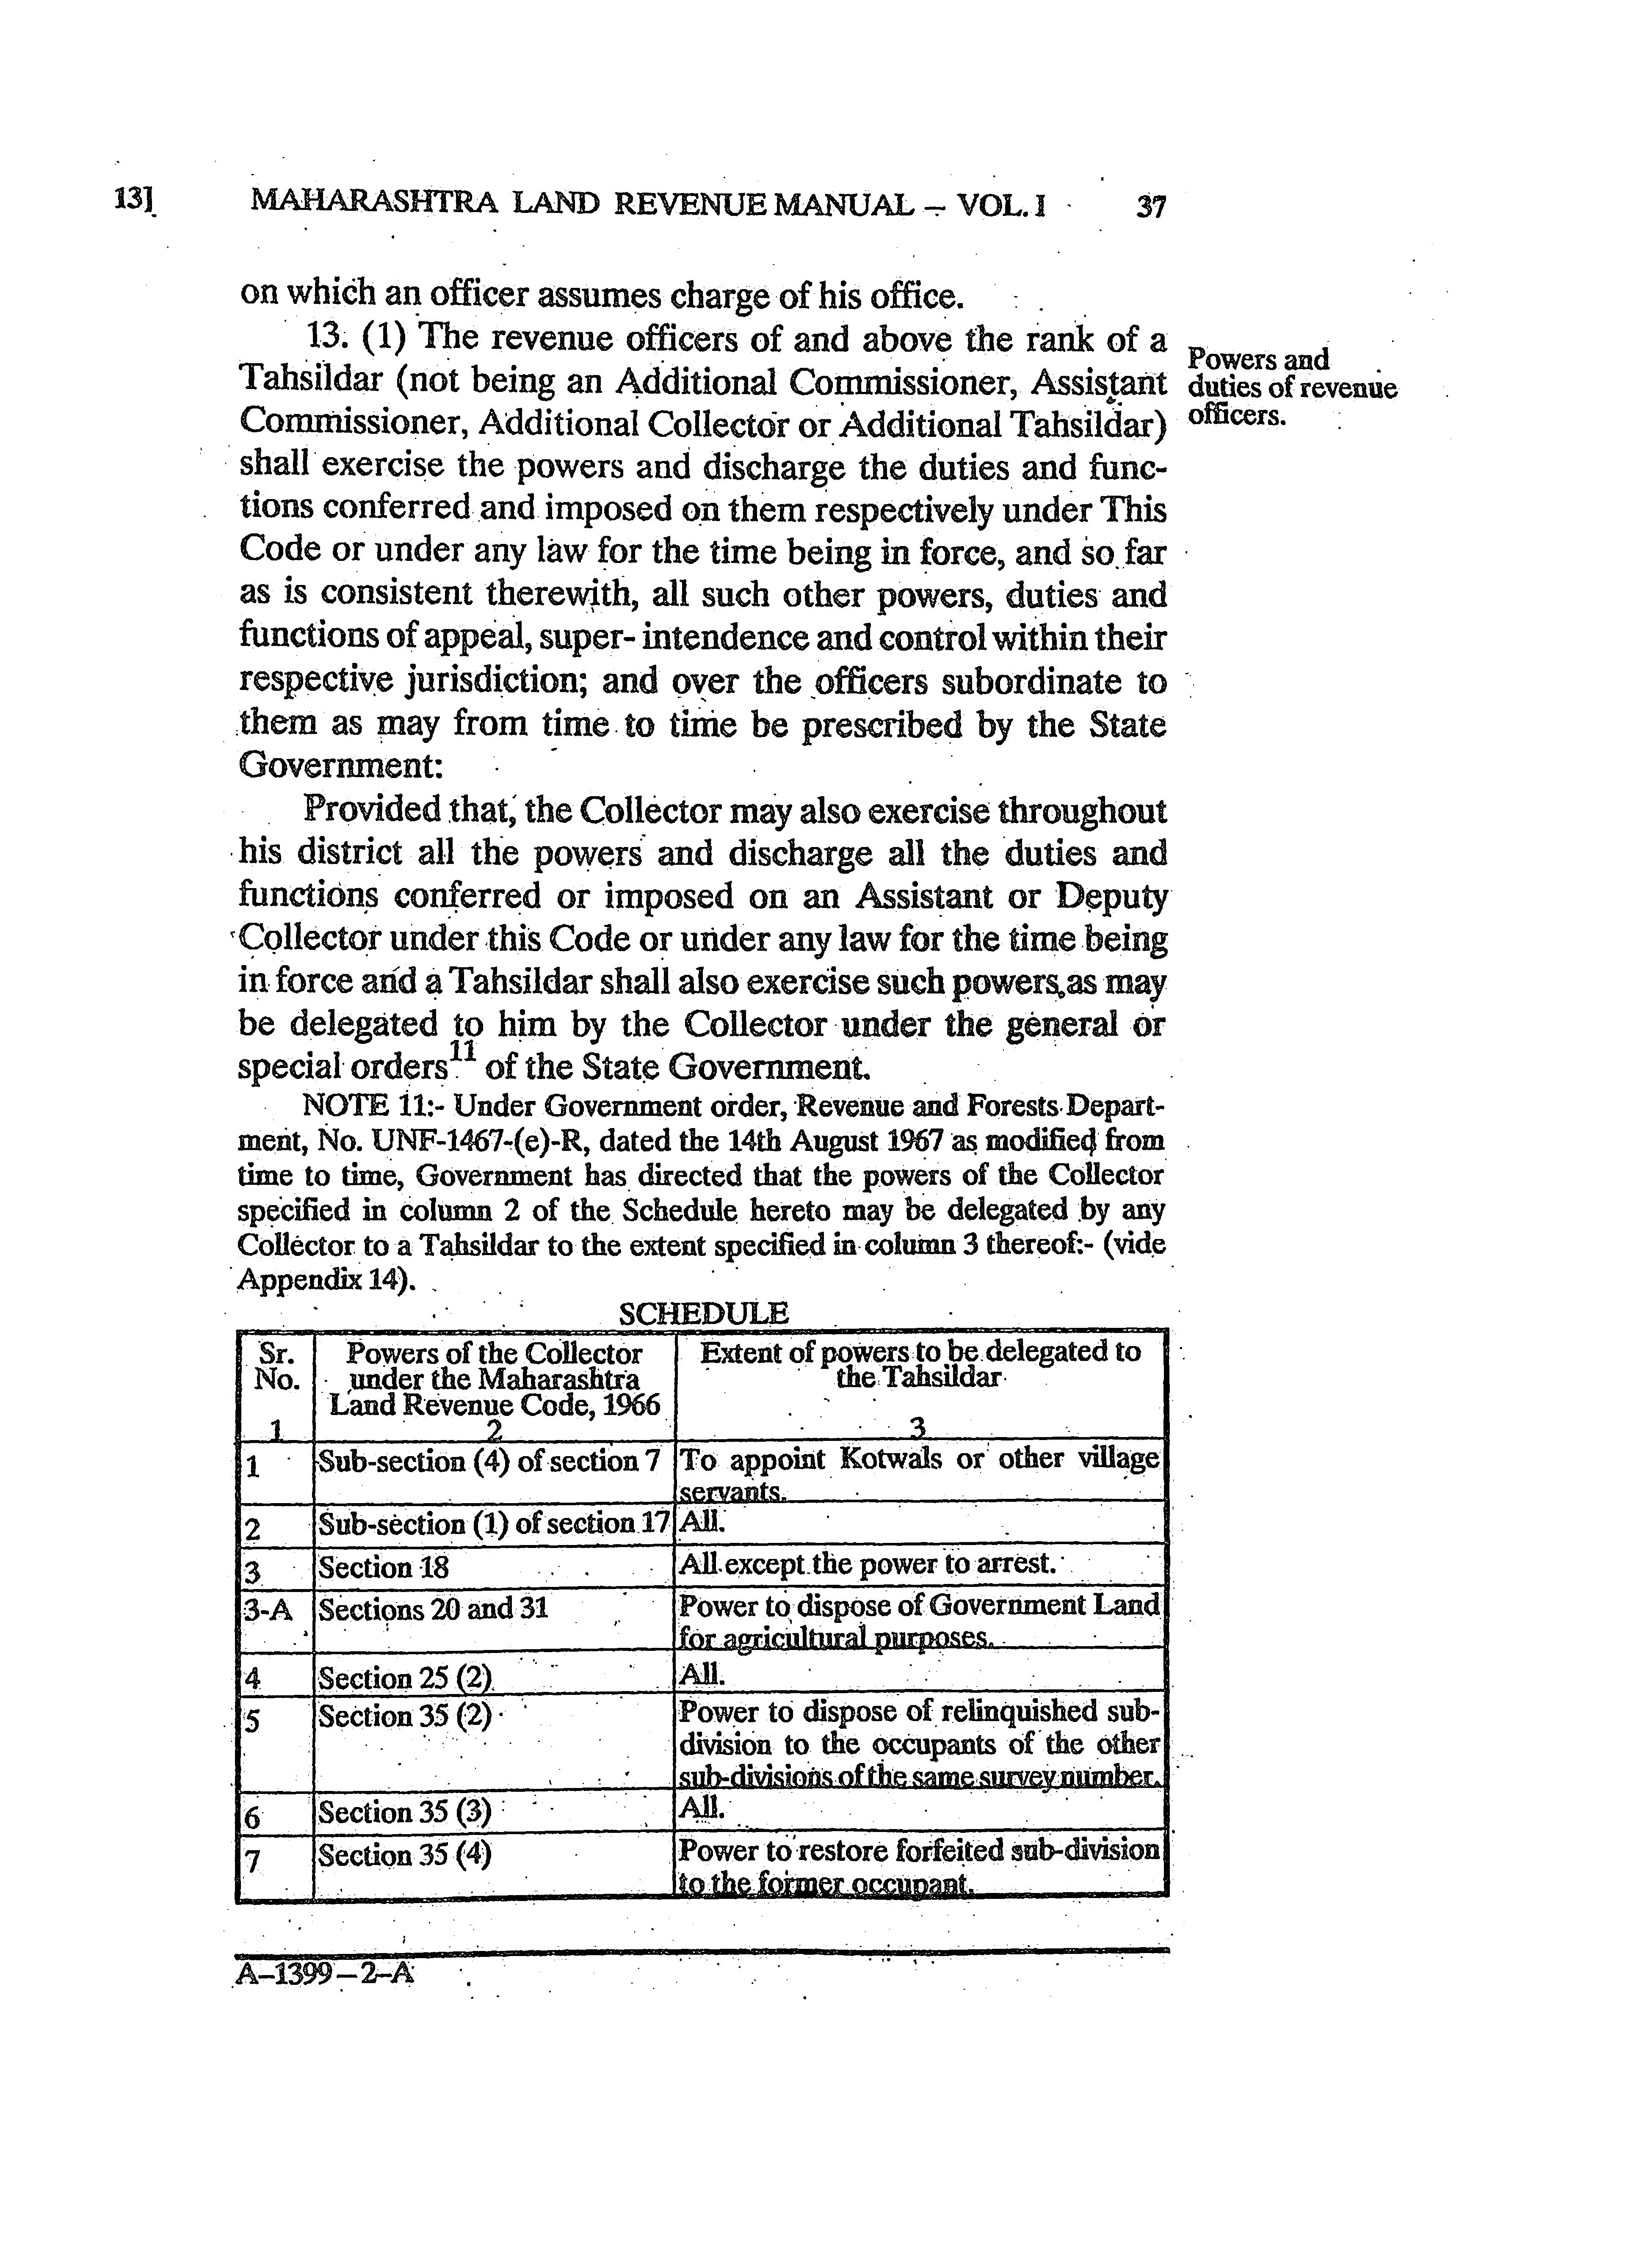 13] MAHARASHTRA LAND REVENUE MANUAL – VOL. I 37
on which an officer assumes charge of his office.
13. (1) The revenue officers of and above the rank of a
Tahsildar (not being an Additional Commissioner, Assistant
Commissioner, Additional Collector or Additional Tahsildar)
shall exercise the powers and discharge the duties and func-
tions conferred and imposed on them respectively under This
Code or under any law for the time being in force, and so far
as is consistent therewith, all such other powers, duties and
functions of appeal, super- intendence and control within their
respective jurisdiction; and over the officers subordinate to
them as may from time to time be prescribed by the State
Government:
Powers and
duties of revenue
officers.
Provided that, the Collector may also exercise throughout
his district all the powers and discharge all the duties and
functions conferred or imposed on an Assistant or Deputy
Collector under this Code or under any law for the time being
in force and a Tahsildar shall also exercise such powers as may
be delegated to him by the Collector under the general or
special orders 11 of the State Government.
NOTE 11:- Under Government order, Revenue and Forests Depart-
ment, No. UNF-1467-(e)-R, dated the 14th August 1967 as modified from
time to time, Government has directed that the powers of the Collector
specified in column 2 of the Schedule hereto may be delegated by any
Collector to a Tahsildar to the extent specified in column 3 thereof:- (vide
Appendix 14).
SCHEDULE
Sr. Powers of the Collector Extent of powers to be delegated to
No. under the Maharashtra the Tahsildar
Land Revenue Code, 1966
1 2 3
1 Sub-section (4) of section 7 To appoint Kotwals or other village
servants.
2 Sub-section (1) of section 17 All.
3 Section 18 All except the power to arrest.
3-A Sections 20 and 31 Power to dispose of Government Land
for agricultural purposes.
4 Section 25 (2) All.
5 Section 35 (2) Power to dispose of relinquished sub-
division to the occupants of the other
sub-divisions of the same survey number.
6 Section 35 (3) All.
7 Section 35 (4) Power to restore forfeited sub-division
to the former occupant.
A–1399–2–A